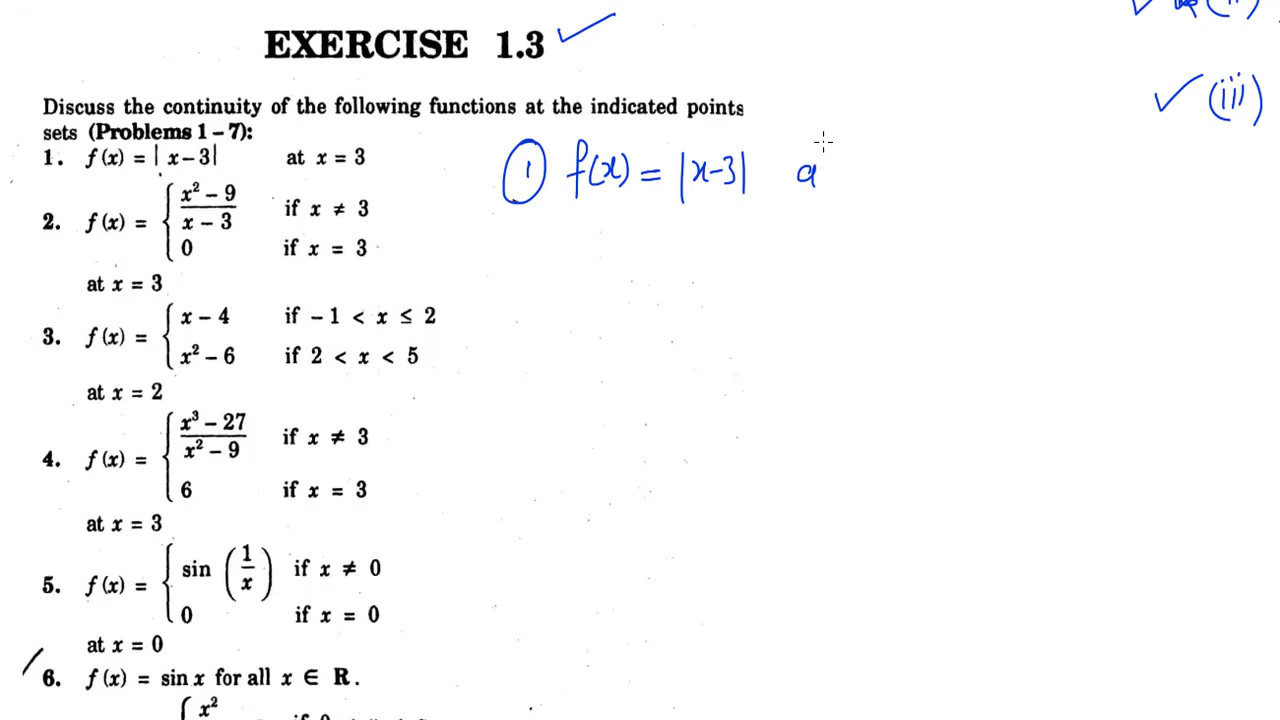 (ii)
EXERCISE 1.3
(iii)
Discuss the continuity of the following functions at the indicated points
sets (Problems 1 – 7):
1. f(x) = | x – 3| at x = 3
① f(x) = |x-3| a
2. f(x) = { (x² – 9)/(x – 3) if x ≠ 3
0 if x = 3
at x = 3
3. f(x) = { x – 4 if – 1 < x ≤ 2
x² – 6 if 2 < x < 5
at x = 2
4. f(x) = { (x³ – 27)/(x² – 9) if x ≠ 3
6 if x = 3
at x = 3
5. f(x) = { sin (1/x) if x ≠ 0
0 if x = 0
at x = 0
6. f(x) = sin x for all x ∈ R.
x²